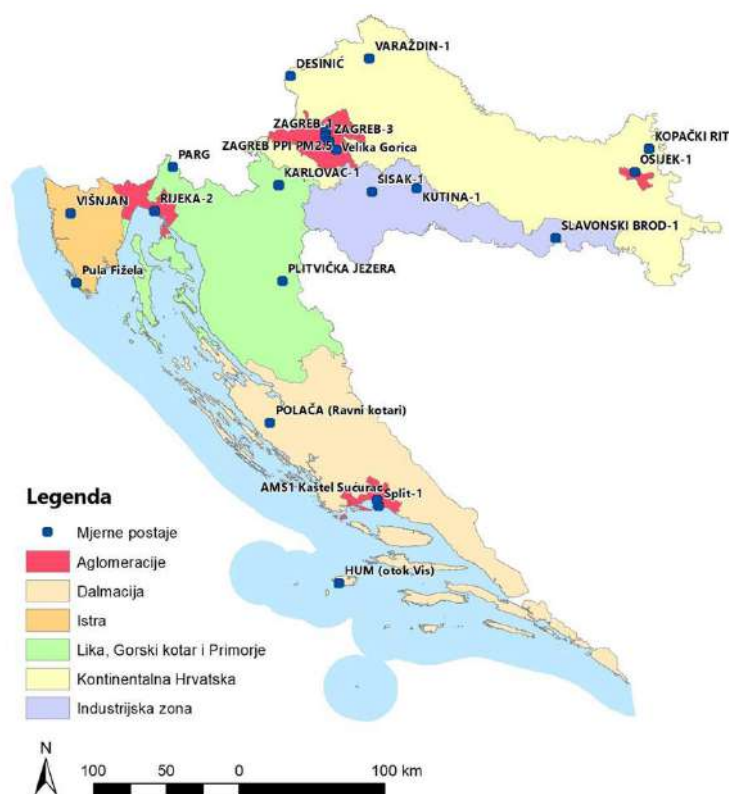 VARAŽDIN-1
DESINIĆ
ZAGREB-1
ZAGREB-3
KOPAČKI RIT
ZAGREB PPI PM2.5
Velika Gorica
OSIJEK-1
PARG
KARLOVAC-1
SISAK-1
KUTINA-1
VIŠNJAN
RIJEKA-2
SLAVONSKI BROD-1
Pula Fižela
PLITVIČKA JEZERA
POLAČA (Ravni kotari)
AMS1 Kaštel Sućurac
Split-1
HUM (otok Vis)
Legenda
Mjerne postaje
Aglomeracije
Dalmacija
Istra
Lika, Gorski kotar i Primorje
Kontinentalna Hrvatska
Industrijska zona
N
100 50 0 100 km